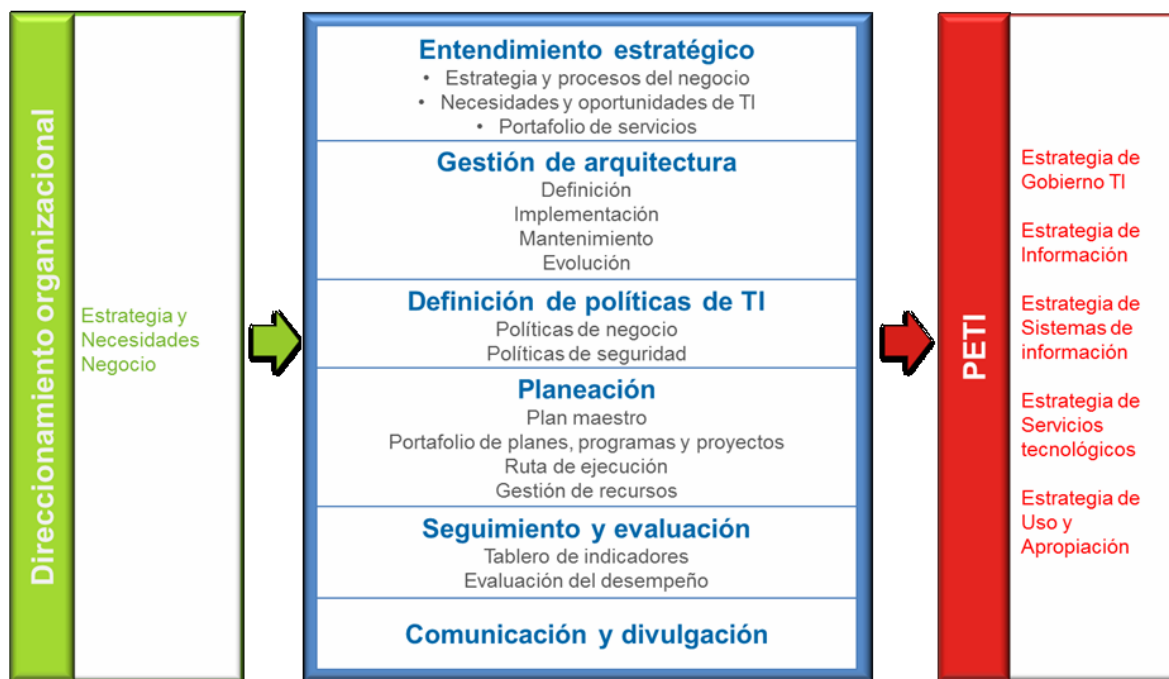 Direccionamiento organizacional
Estrategia y
Necesidades
Negocio
Entendimiento estratégico
• Estrategia y procesos del negocio
• Necesidades y oportunidades de TI
• Portafolio de servicios
Gestión de arquitectura
Definición
Implementación
Mantenimiento
Evolución
Definición de políticas de TI
Políticas de negocio
Políticas de seguridad
Planeación
Plan maestro
Portafolio de planes, programas y proyectos
Ruta de ejecución
Gestión de recursos
Seguimiento y evaluación
Tablero de indicadores
Evaluación del desempeño
Comunicación y divulgación
PETI
Estrategia de
Gobierno TI
Estrategia de
Información
Estrategia de
Sistemas de
información
Estrategia de
Servicios
tecnológicos
Estrategia de
Uso y
Apropiación